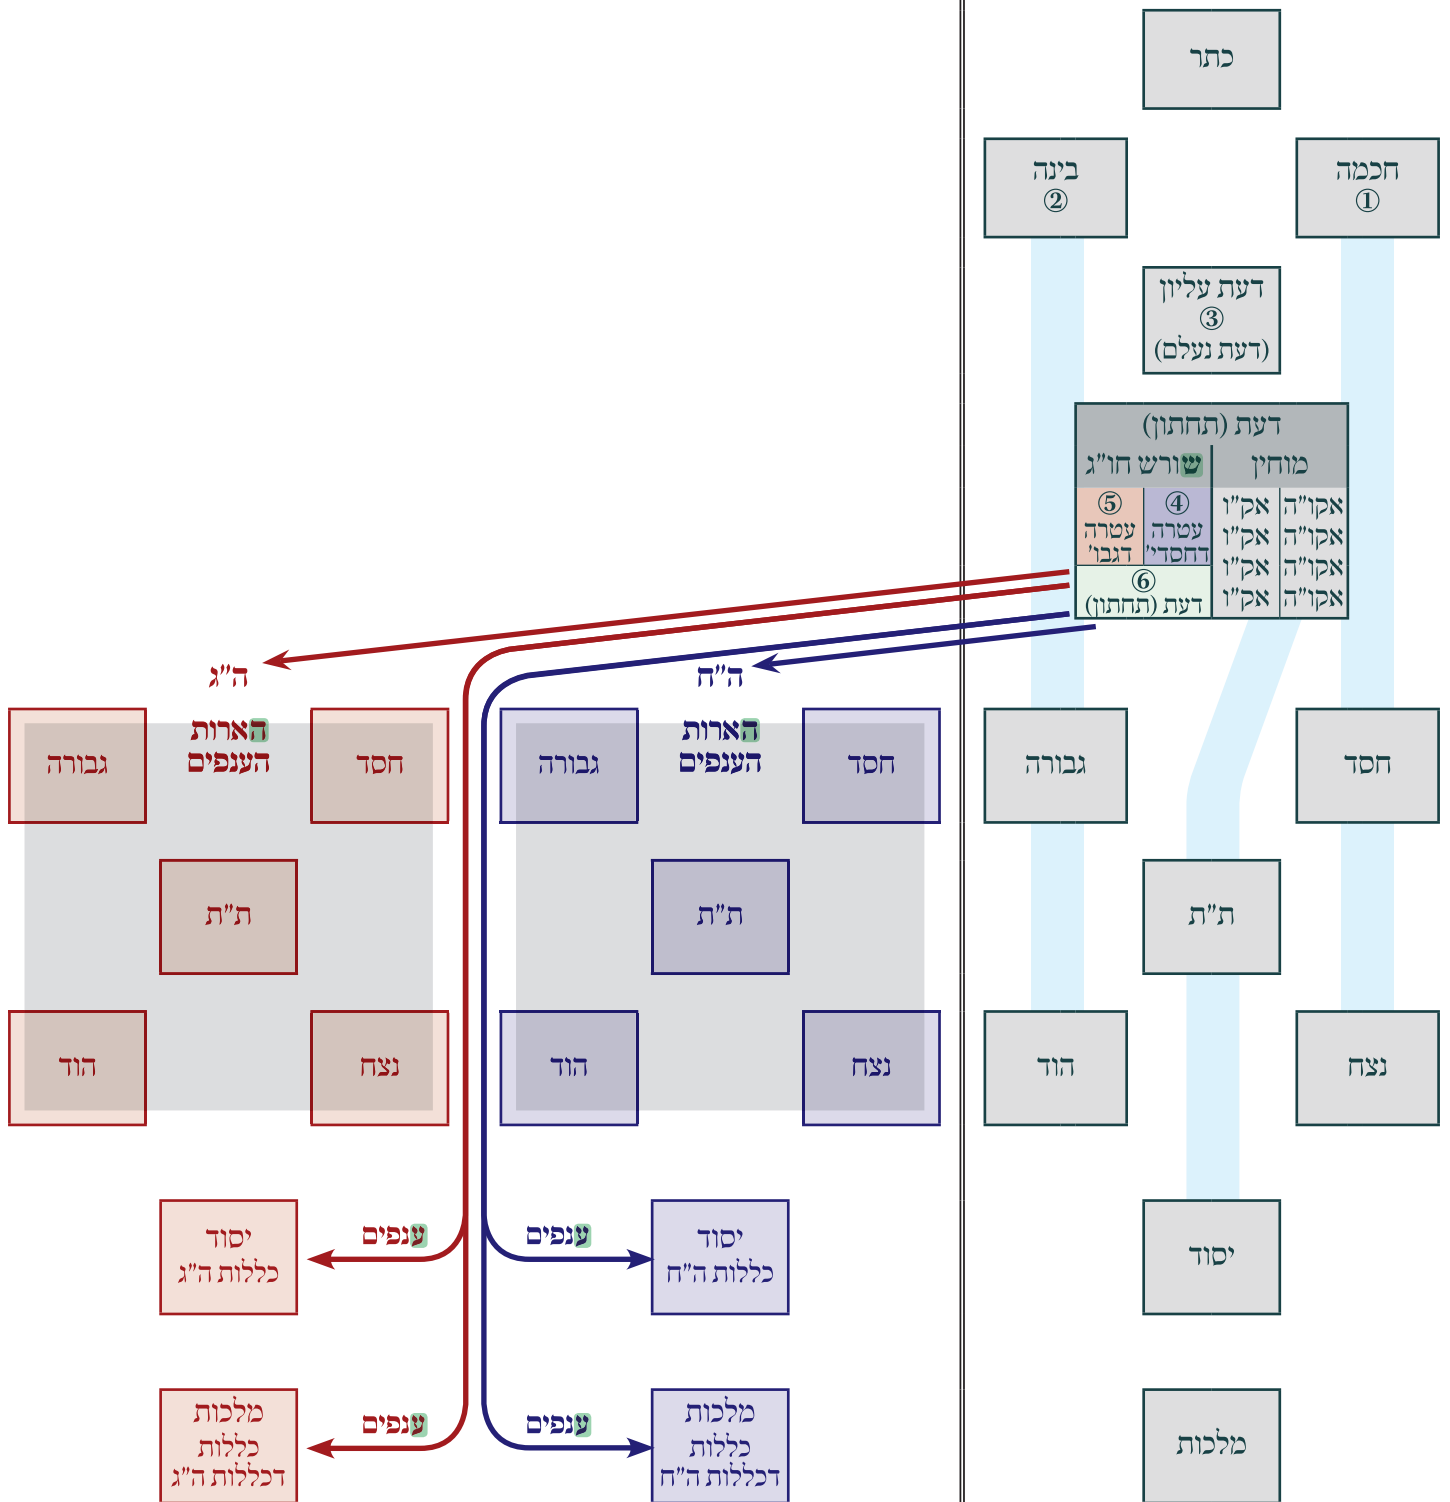 כתר
חכמה
①
בינה
②
דעת עליון
③
(דעת נעלם)
דעת (תחתון)
מוחין
שורש חו"ג
אקו"ה
אקו"ה
אקו"ה
אקו"ה
אק"ו
אק"ו
אק"ו
אק"ו
④
עטרה
דחסדי'
⑤
עטרה
דגבו'
⑥
דעת (תחתון)
חסד
גבורה
ת"ת
נצח
הוד
יסוד
מלכות
ה"ח
הארות
הענפים
חסד
גבורה
ת"ת
נצח
הוד
ענפים
יסוד
כללות ה"ח
ענפים
מלכות
כללות
דכללות ה"ח
ה"ג
הארות
הענפים
חסד
גבורה
ת"ת
נצח
הוד
ענפים
יסוד
כללות ה"ג
ענפים
מלכות
כללות
דכללות ה"ג